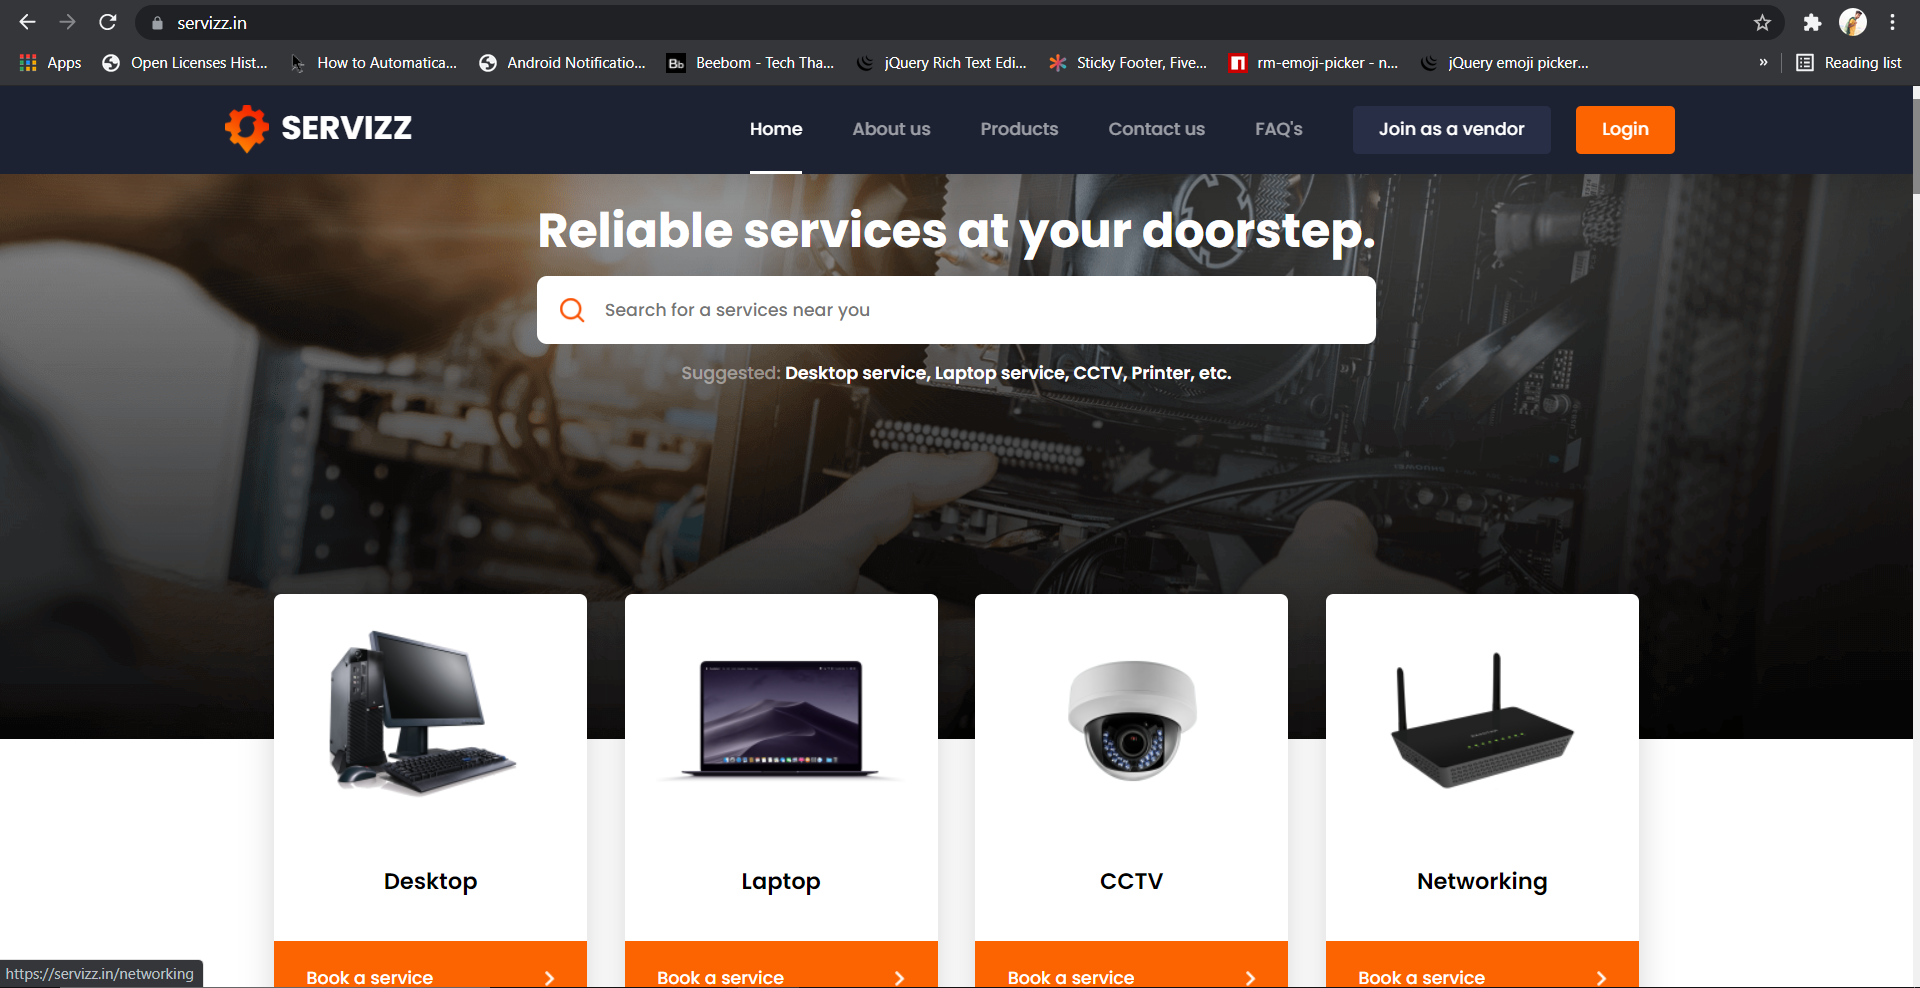 servizz.in
Apps
Open Licenses Hist...
How to Automatica...
Android Notificatio...
Bb
Beebom - Tech Tha...
jQuery Rich Text Edi...
Sticky Footer, Five...
rm-emoji-picker - n...
jQuery emoji picker...
»
Reading list
SERVIZZ
Home
About us
Products
Contact us
FAQ's
Join as a vendor
Login
Reliable services at your doorstep.
Search for a services near you
Suggested: Desktop service, Laptop service, CCTV, Printer, etc.
Desktop
Laptop
CCTV
Networking
Book a service
Book a service
Book a service
Book a service
https://servizz.in/networking